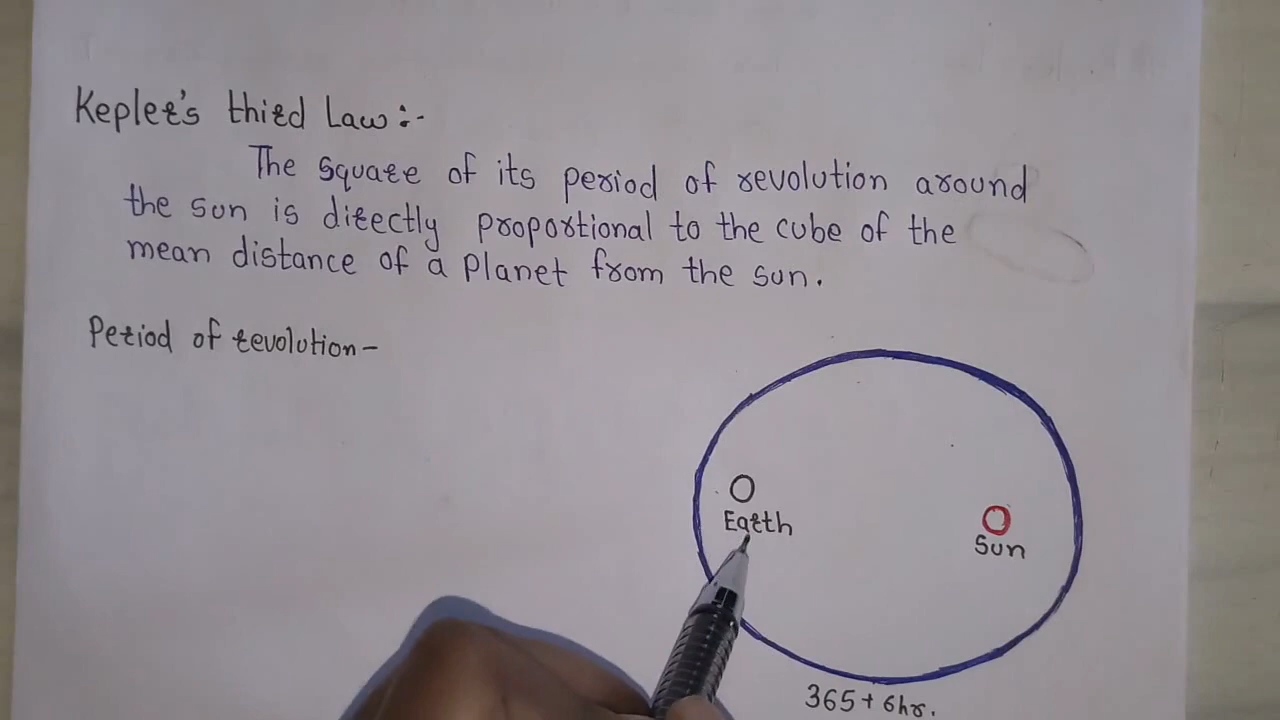 Kepler's third Law :-
The square of its period of revolution around
the sun is directly proportional to the cube of the
mean distance of a planet from the sun.
Period of revolution -
Earth
Sun
365 + 6hr.